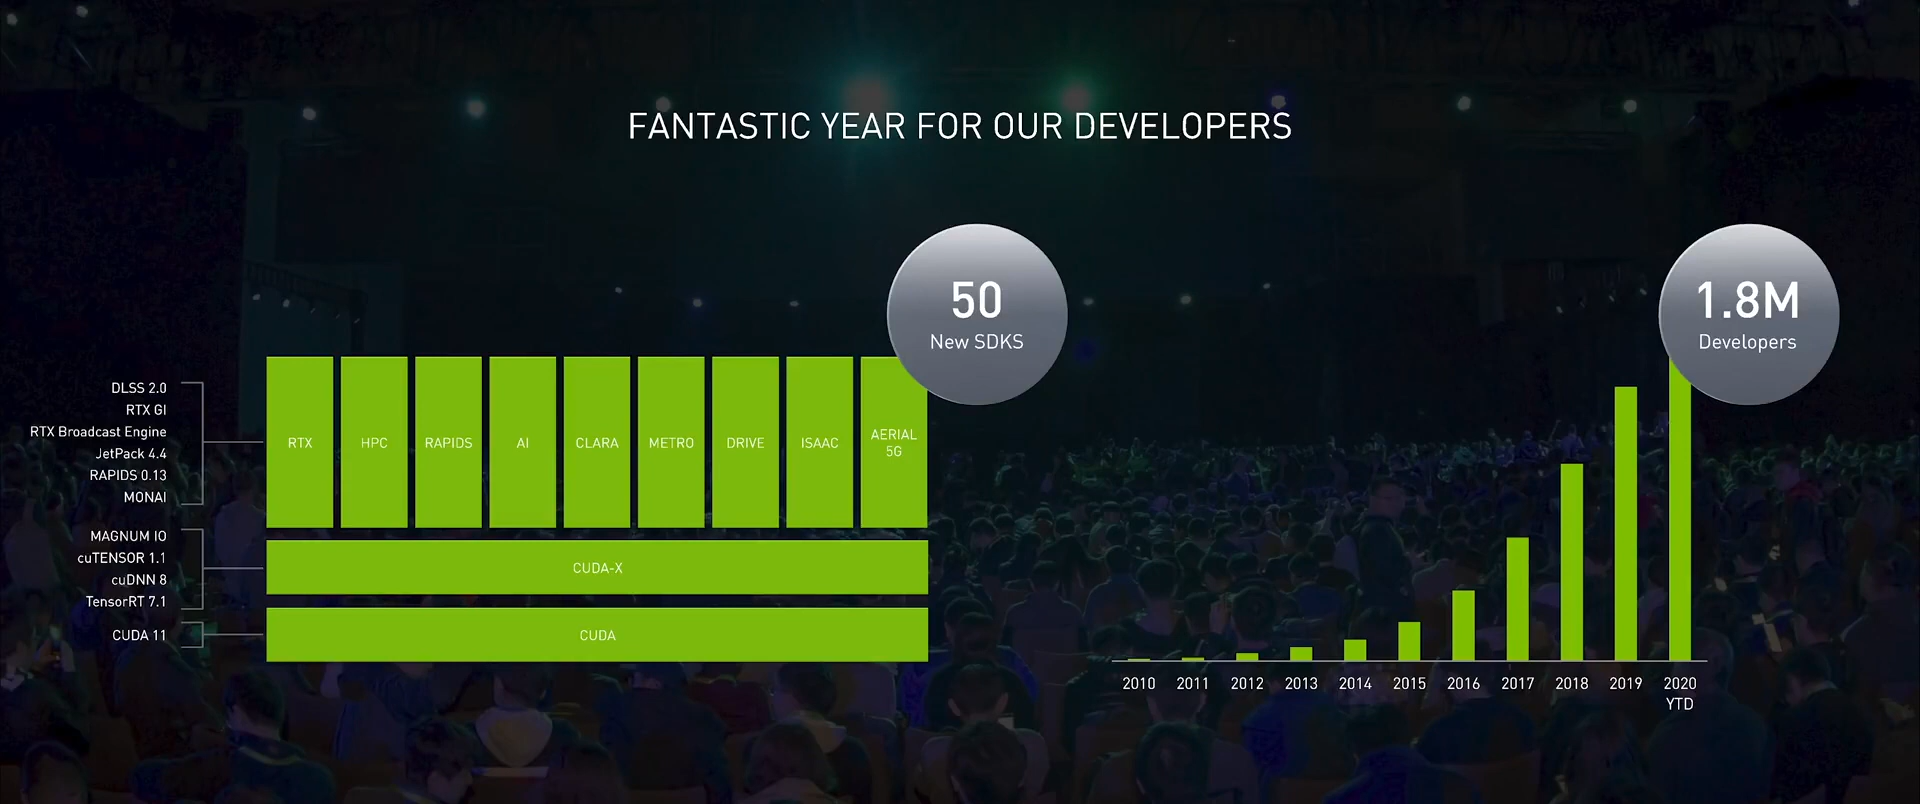 FANTASTIC YEAR FOR OUR DEVELOPERS
50
New SDKS
1.8M
Developers
DLSS 2.0
RTX GI
RTX Broadcast Engine
JetPack 4.4
RAPIDS 0.13
MONAI
RTX
HPC
RAPIDS
AI
CLARA
METRO
DRIVE
ISAAC
AERIAL
5G
MAGNUM IO
cuTENSOR 1.1
cuDNN 8
TensorRT 7.1
CUDA-X
CUDA 11
CUDA
2010
2011
2012
2013
2014
2015
2016
2017
2018
2019
2020
YTD